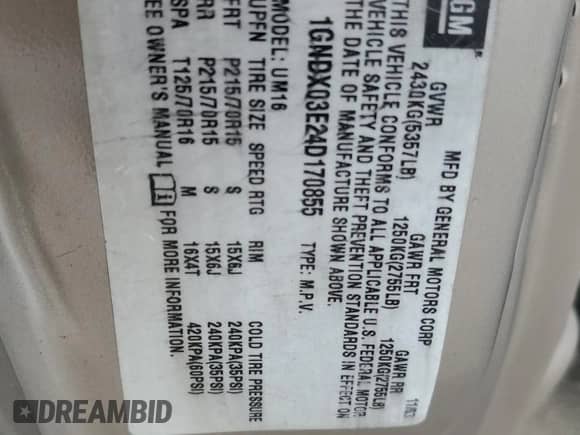 GM
MFD BY GENERAL MOTORS CORP 11/03
GVWR GAWR FRT GAWR RR
2430KG(5357LB) 1250KG(2755LB) 1250KG(2755LB)
THIS VEHICLE CONFORMS TO ALL APPLICABLE U.S. FEDERAL MOTOR
VEHICLE SAFETY AND THEFT PREVENTION STANDARDS IN EFFECT ON
THE DATE OF MANUFACTURE SHOWN ABOVE.
1GNDX03E24D170855 TYPE: M.P.V.
MODEL: UM16
TIRE SIZE SPEED RTG RIM COLD TIRE PRESSURE
FRT P215/70R15 S 15X6J 240KPA(35PSI)
RR P215/70R15 S 15X6J 240KPA(35PSI)
SPA T125/70R16 M 16X4T 420KPA(60PSI)
SEE OWNER'S MANUAL FOR MORE INFORMATION.
DREAMBID